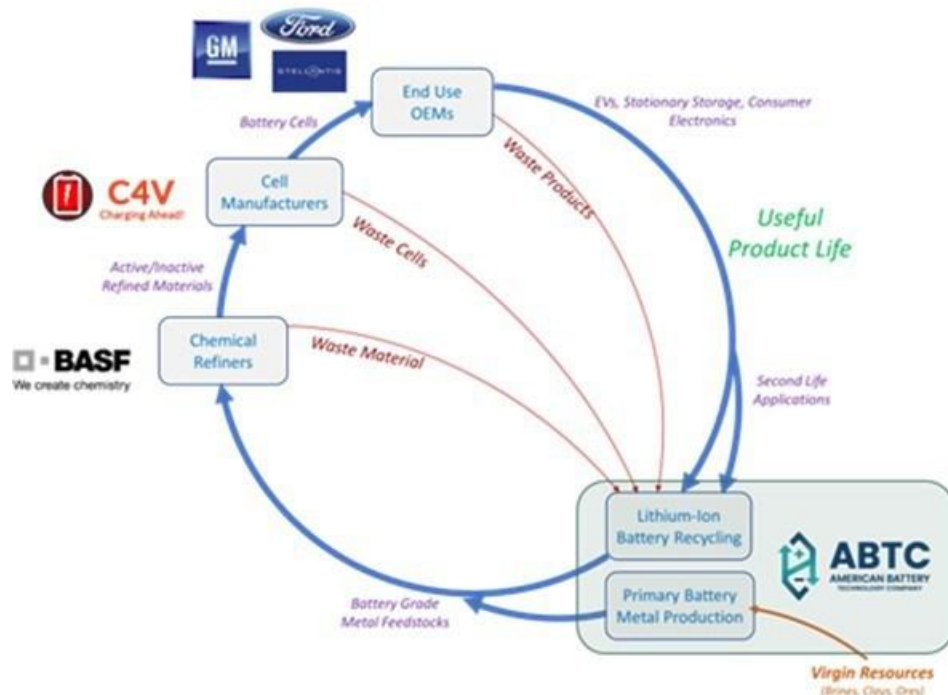 GM
Ford
STELLANTIS
End Use
OEMs
EVs, Stationary Storage, Consumer
Electronics
Battery Cells
Waste Products
C4V
Charging Ahead!
Cell
Manufacturers
Waste Cells
Useful
Product Life
Active/Inactive
Refined Materials
BASF
We create chemistry
Chemical
Refiners
Waste Material
Second Life
Applications
Lithium-Ion
Battery Recycling
ABTC
AMERICAN BATTERY
TECHNOLOGY COMPANY
Battery Grade
Metal Feedstocks
Primary Battery
Metal Production
Virgin Resources
(Brines, Clays, Ores)